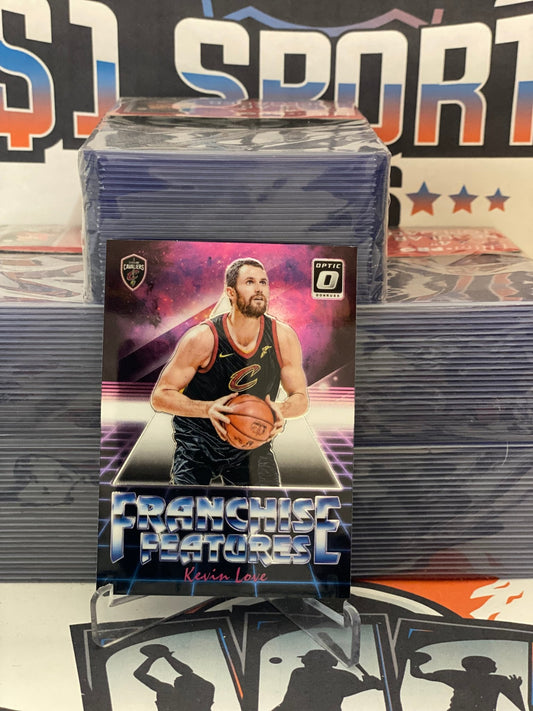 $1 SPORT
S
CAVALIERS
OPTIC
DONRUSS
C
FRANCHISE
FEATURES
Kevin Love